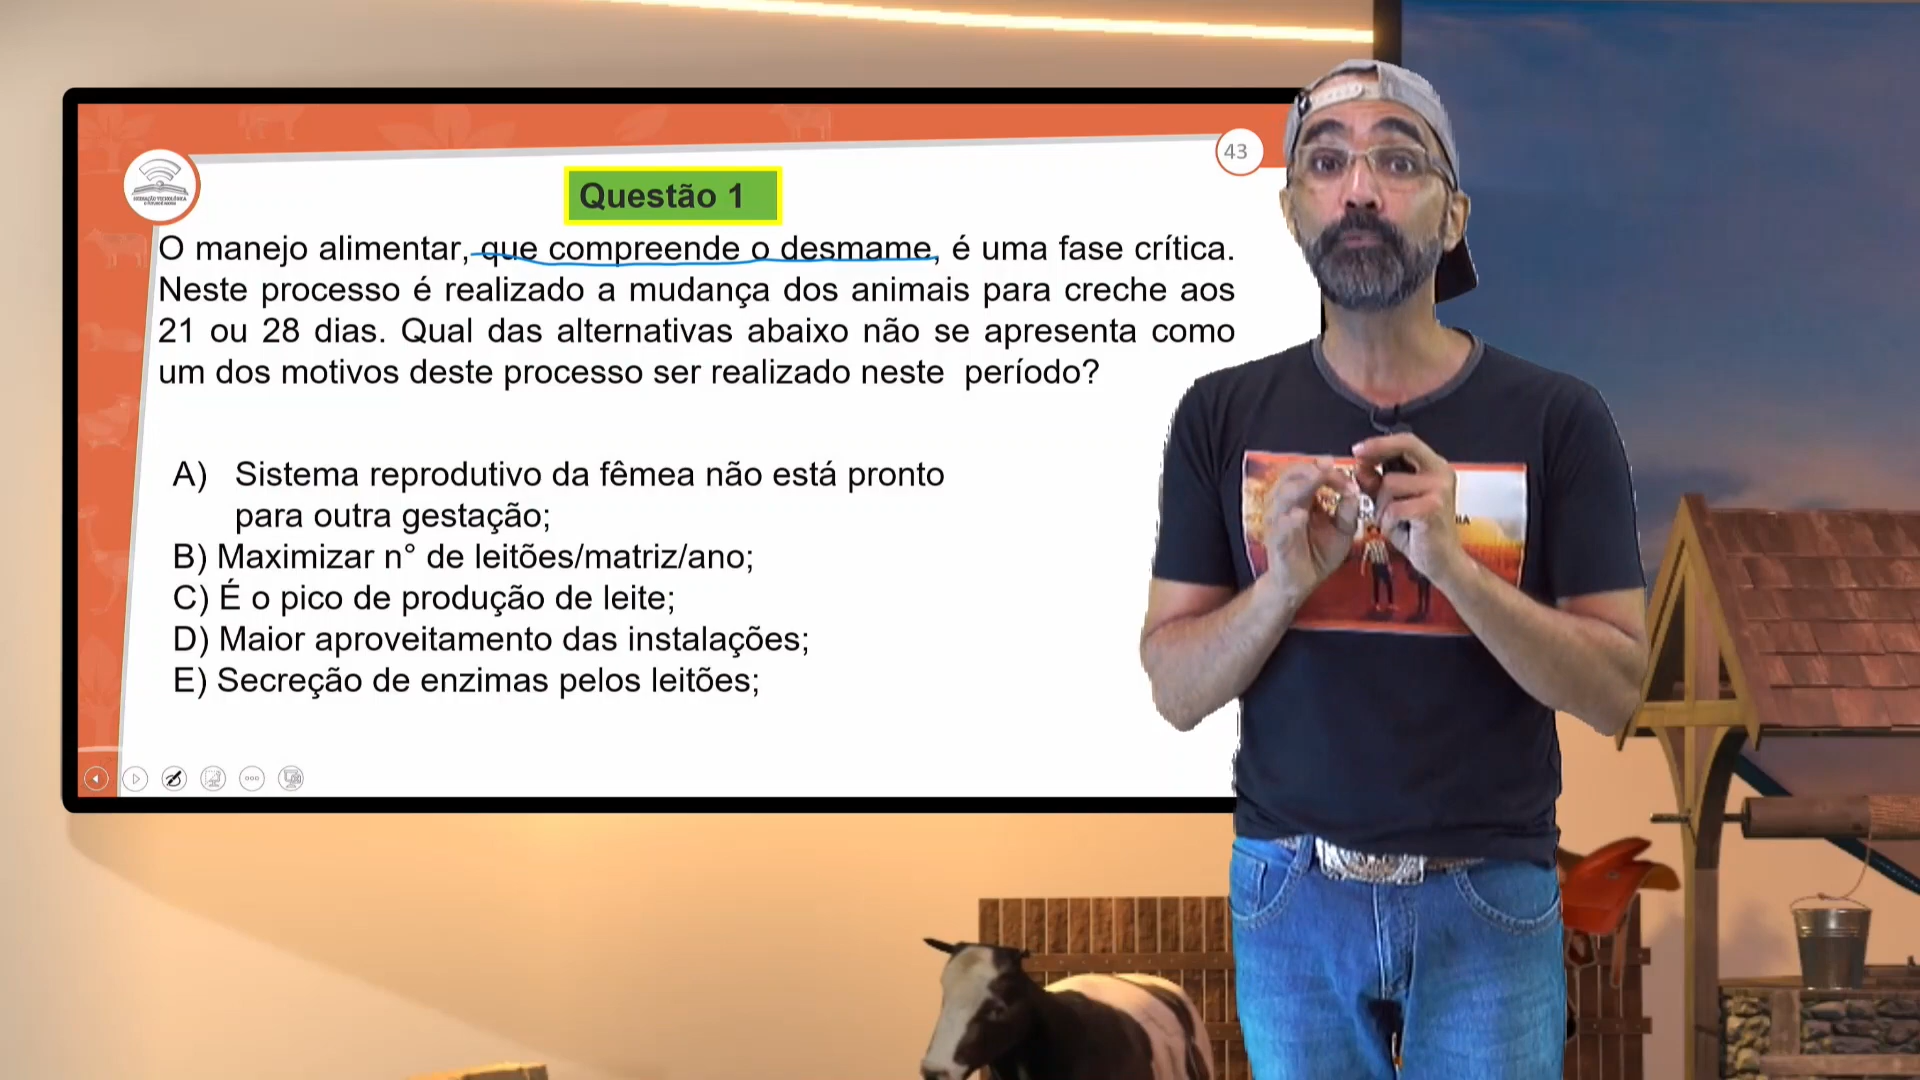 43
Questão 1
O manejo alimentar, que compreende o desmame, é uma fase crítica.
Neste processo é realizado a mudança dos animais para creche aos
21 ou 28 dias. Qual das alternativas abaixo não se apresenta como
um dos motivos deste processo ser realizado neste período?
A) Sistema reprodutivo da fêmea não está pronto
para outra gestação;
B) Maximizar n° de leitões/matriz/ano;
C) É o pico de produção de leite;
D) Maior aproveitamento das instalações;
E) Secreção de enzimas pelos leitões;